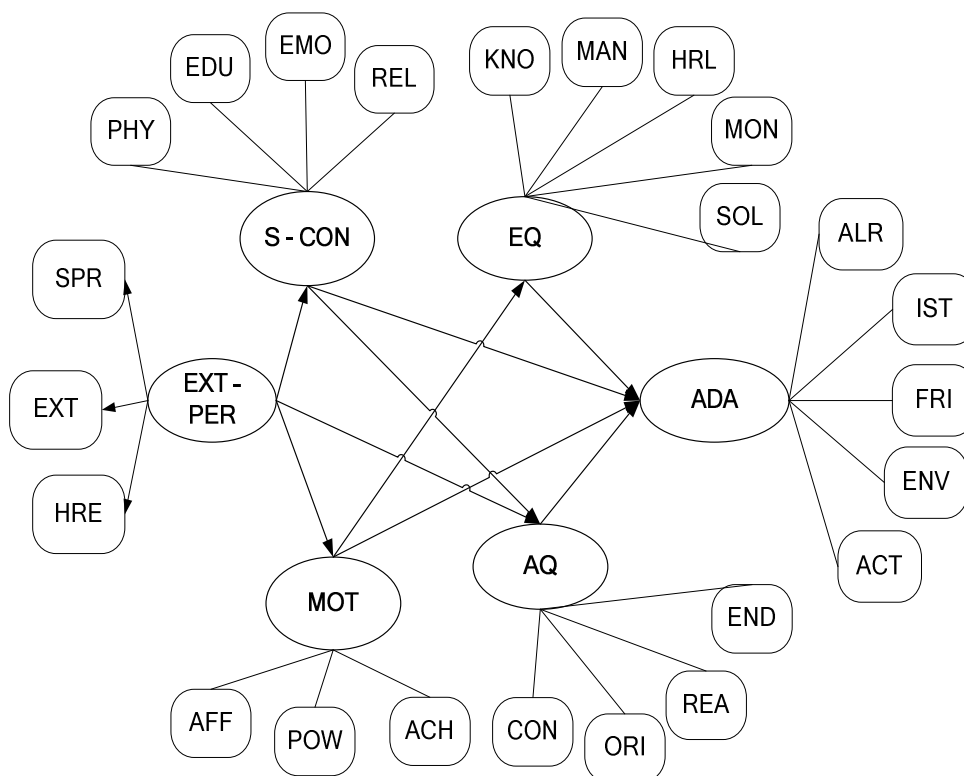 EMO
EDU
REL
PHY
KNO
MAN
HRL
MON
SOL
S - CON
EQ
ALR
IST
FRI
ENV
ACT
SPR
EXT
HRE
EXT -
PER
ADA
MOT
AQ
AFF
POW
ACH
CON
ORI
REA
END